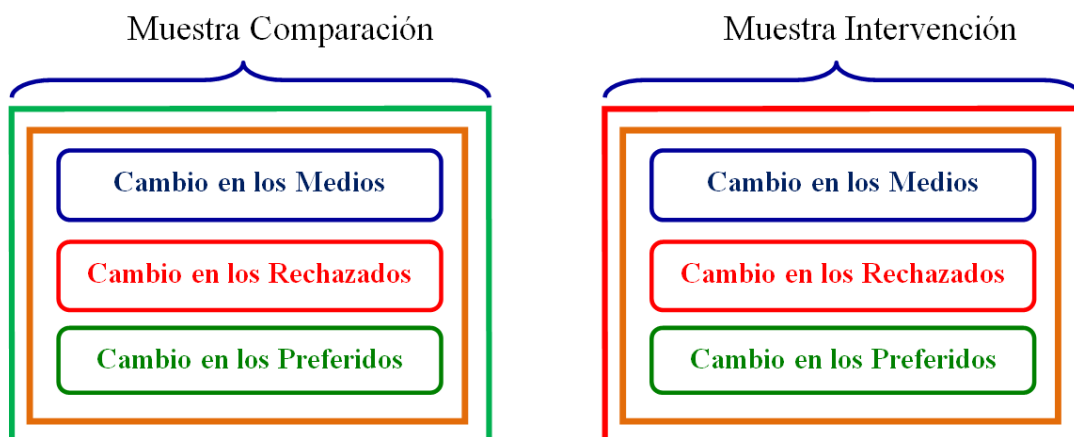 Muestra Comparación
Muestra Intervención
Cambio en los Medios
Cambio en los Rechazados
Cambio en los Preferidos
Cambio en los Medios
Cambio en los Rechazados
Cambio en los Preferidos